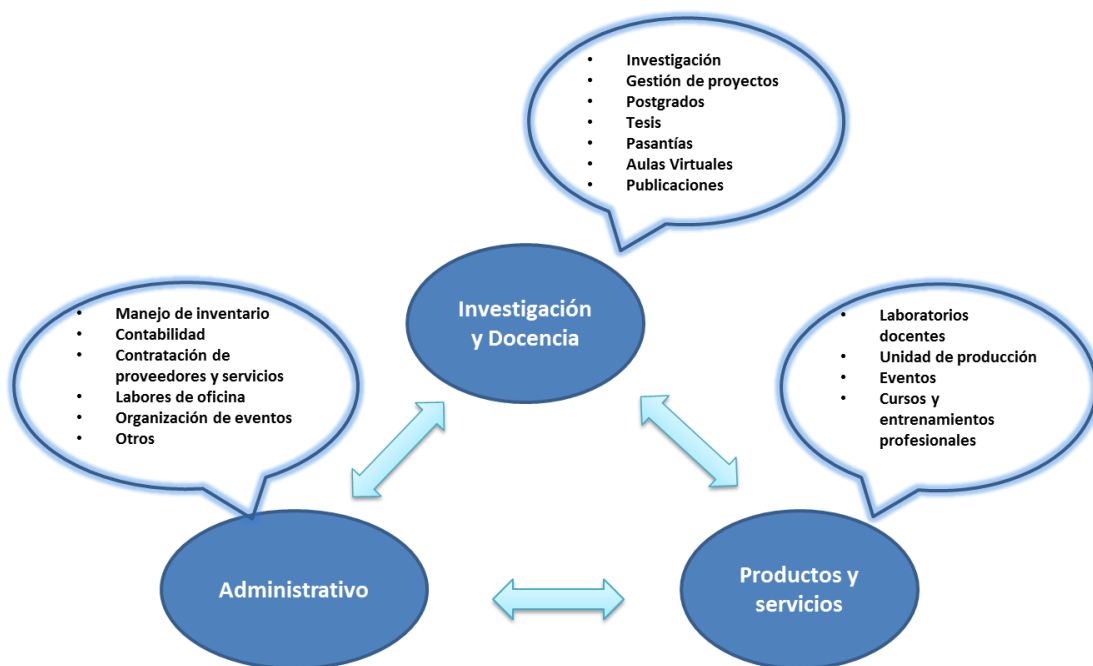 • Investigación
• Gestión de proyectos
• Postgrados
• Tesis
• Pasantías
• Aulas Virtuales
• Publicaciones
Investigación
y Docencia
• Manejo de inventario
• Contabilidad
• Contratación de
proveedores y servicios
• Labores de oficina
• Organización de eventos
• Otros
• Laboratorios
docentes
• Unidad de producción
• Eventos
• Cursos y
entrenamientos
profesionales
Administrativo
Productos y
servicios